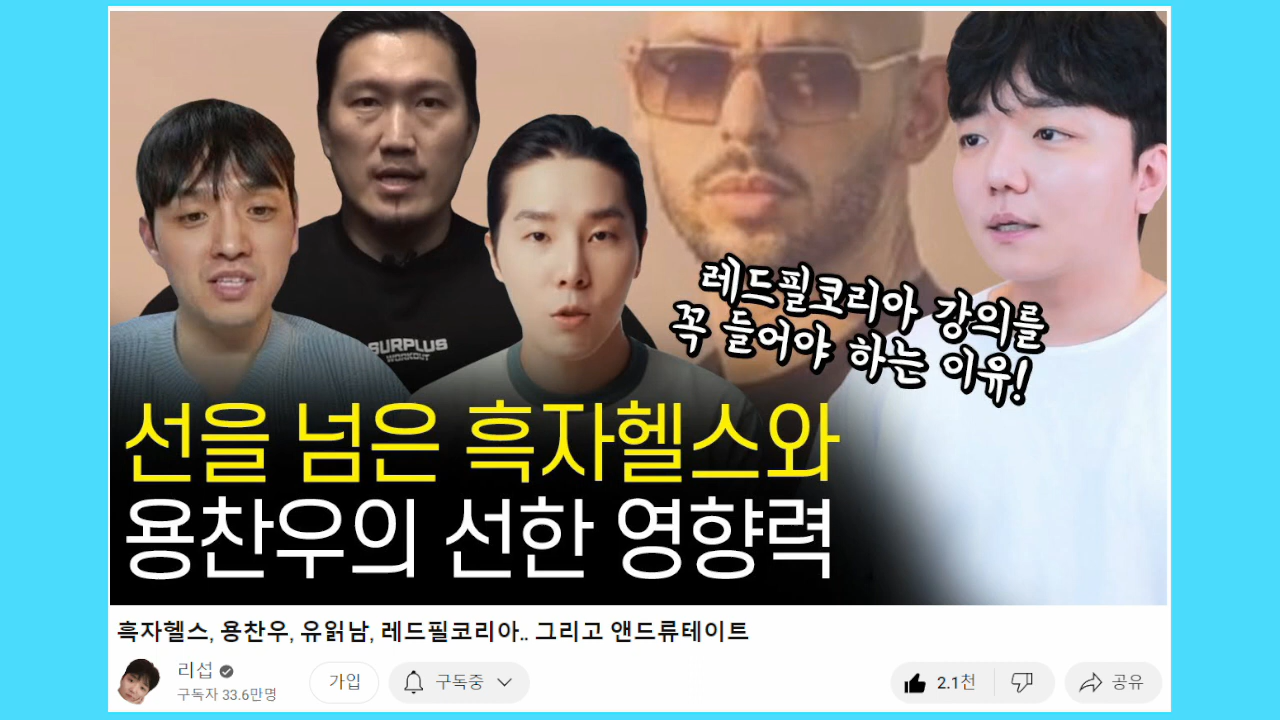 SURPLUS
WORKOUT
레드필코리아 강의를
꼭 들어야 하는 이유!
선을 넘은 흑자헬스와
용찬우의 선한 영향력
흑자헬스, 용찬우, 유읽남, 레드필코리아.. 그리고 앤드류테이트
리섭
구독자 33.6만명
가입
구독중
2.1천
공유